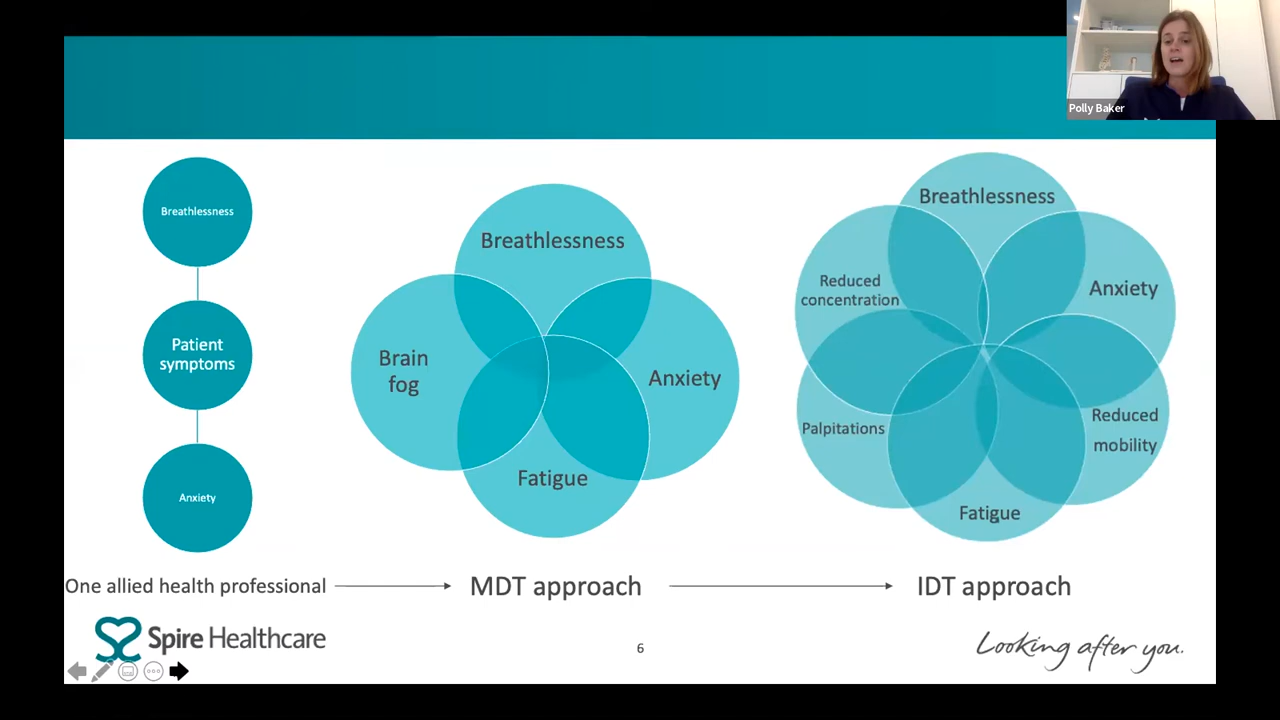 Polly Baker
Breathlessness
Patient
symptoms
Anxiety
Breathlessness
Brain
fog
Anxiety
Fatigue
Breathlessness
Reduced
concentration
Anxiety
Palpitations
Reduced
mobility
Fatigue
One allied health professional
MDT approach
IDT approach
Spire Healthcare
6
Looking after you.